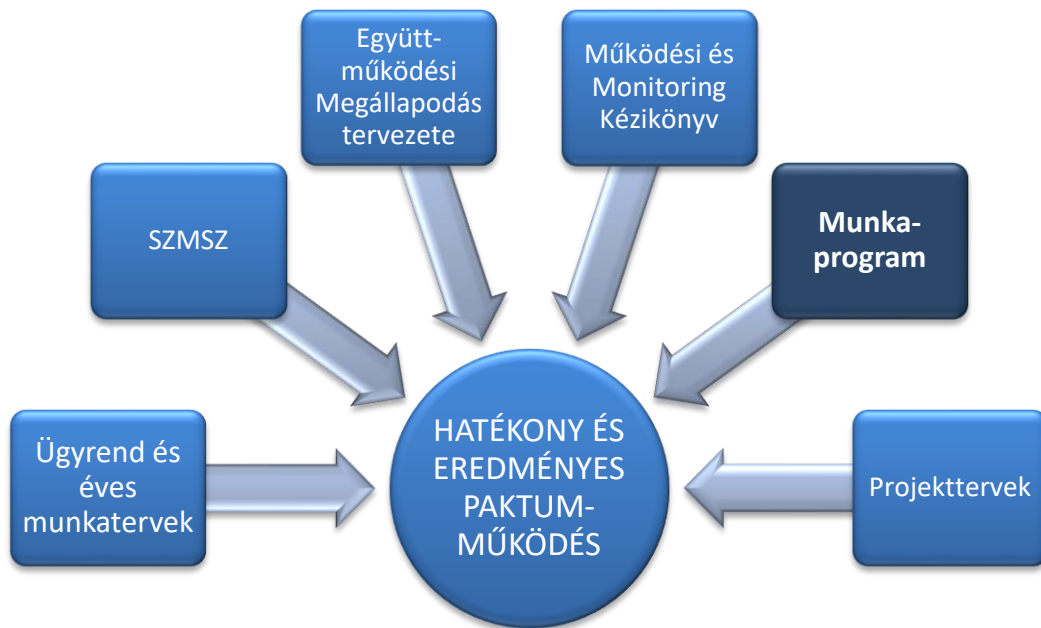 Együtt-
működési
Megállapodás
tervezete
Működési és
Monitoring
Kézikönyv
SZMSZ
Munka-
program
HATÉKONY ÉS
EREDMÉNYES
PAKTUM-
MŰKÖDÉS
Ügyrend és
éves
munkatervek
Projekttervek